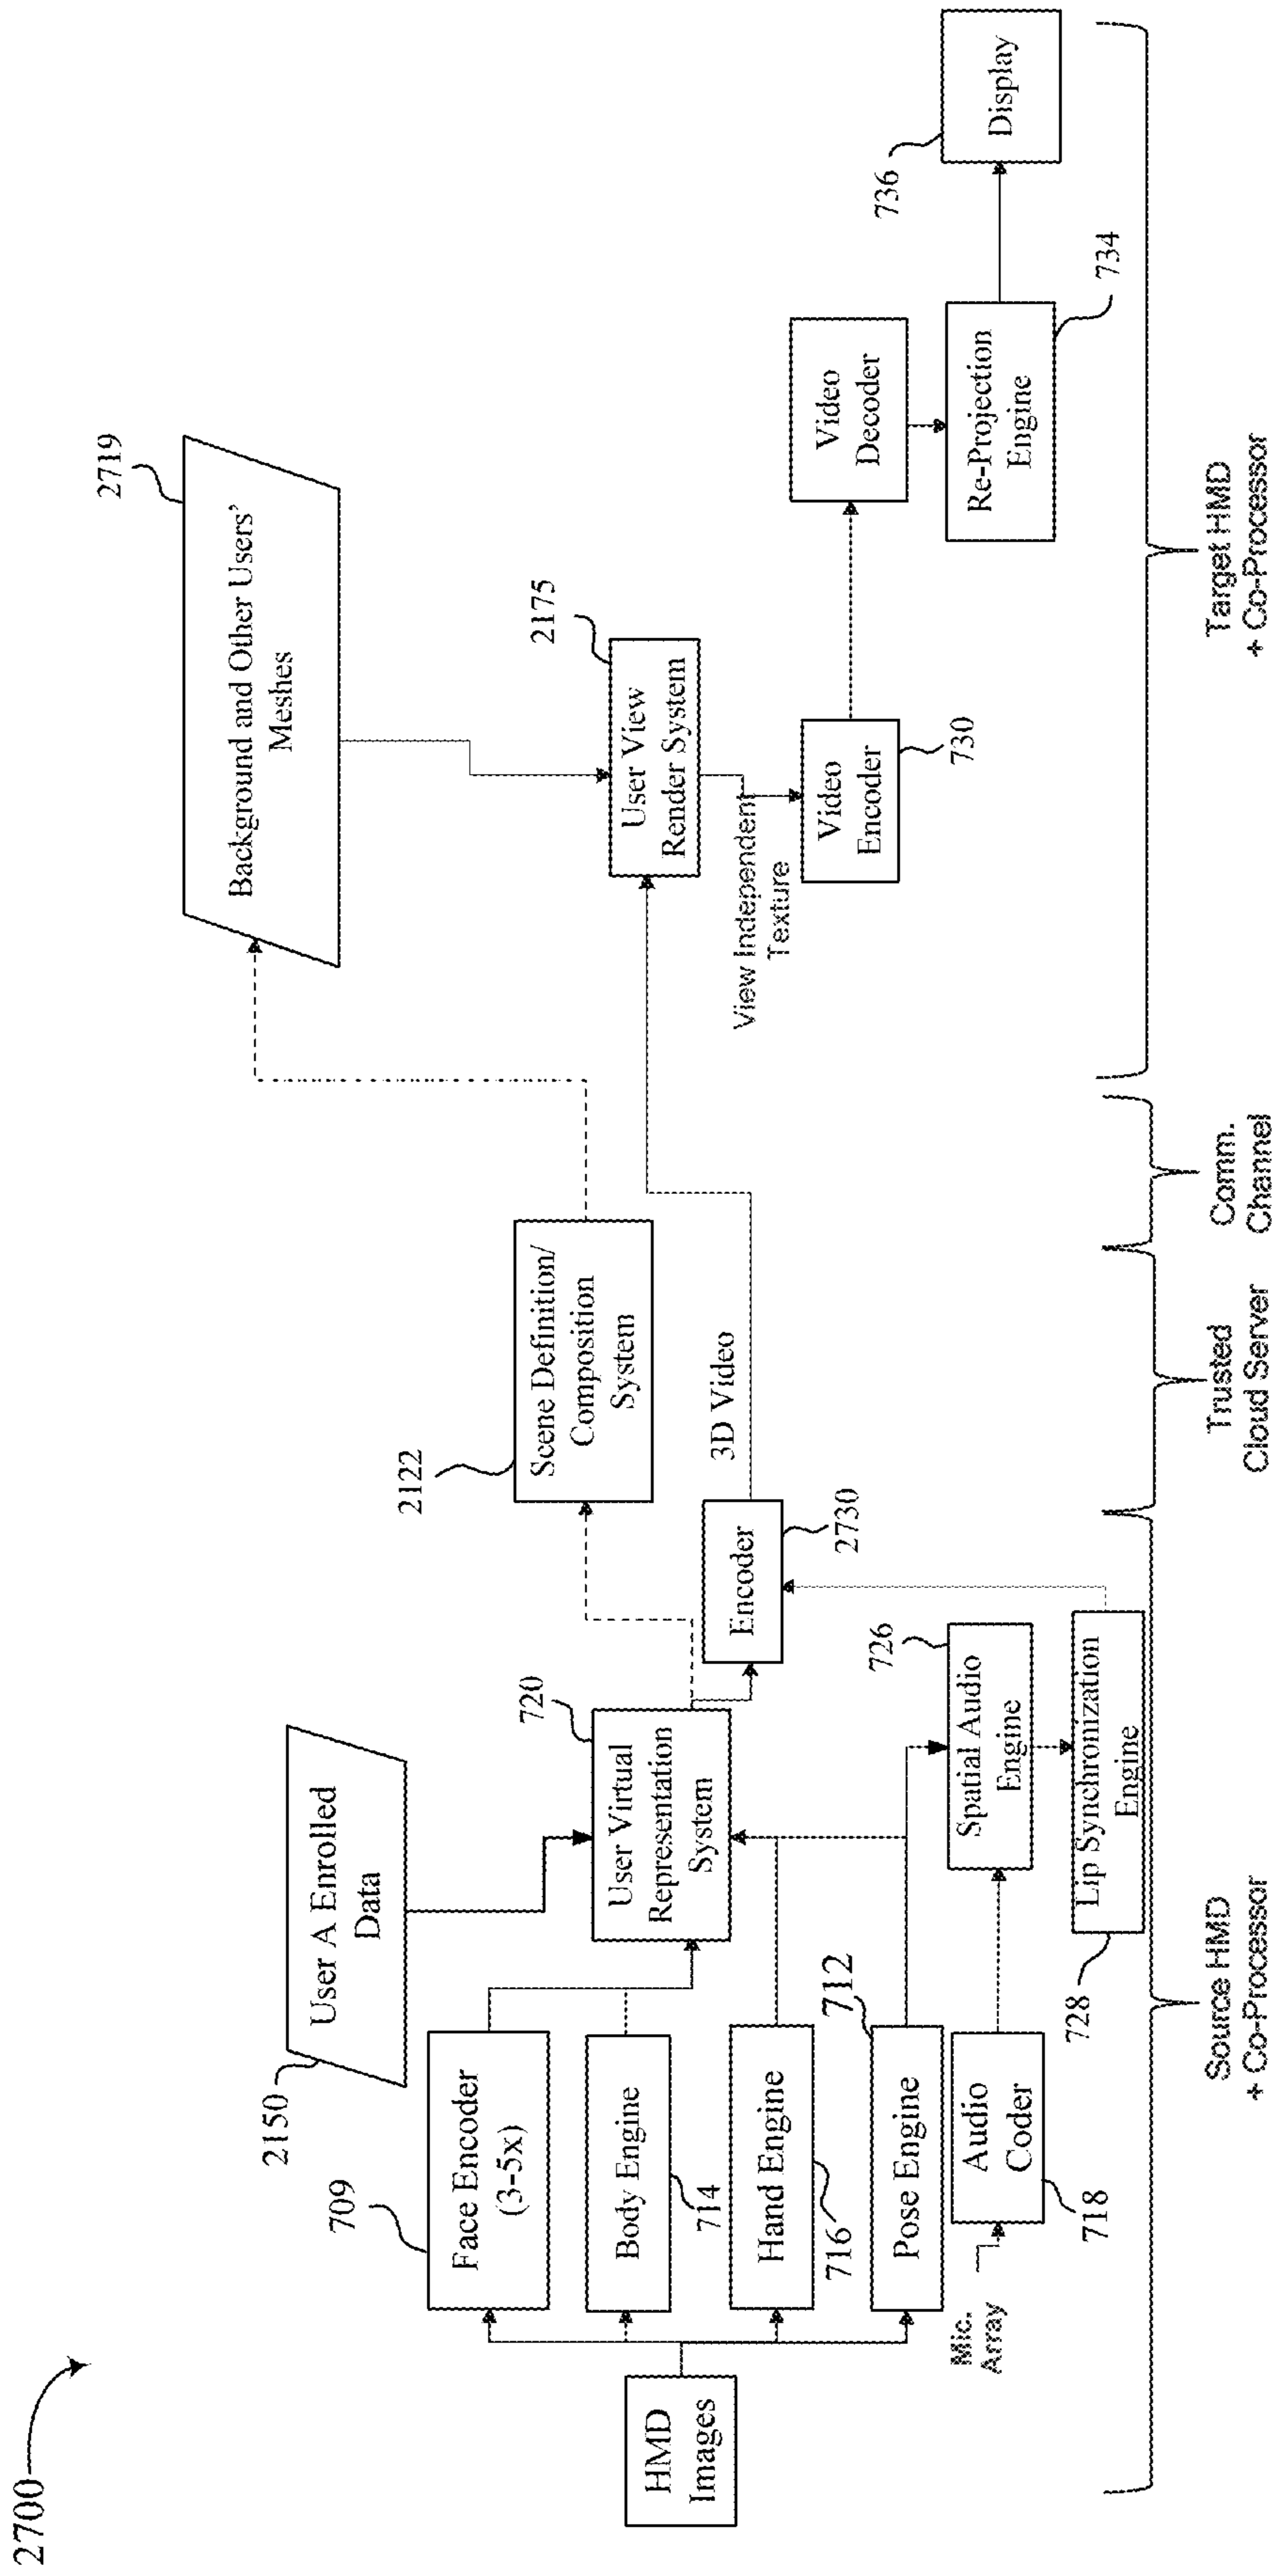 2700
HMD
Images
709
Face Encoder
(3-5x)
Body Engine
714
Hand Engine
716
712
Pose Engine
Mic.
Array
Audio
Coder
718
2150
User A Enrolled
Data
720
User Virtual
Representation
System
726
Spatial Audio
Engine
728
Lip Synchronization
Engine
Encoder
2730
3D Video
2122
Scene Definition/
Composition
System
2719
Background and Other Users'
Meshes
2175
User View
Render System
View Independent
Texture
Video
Encoder
730
Video
Decoder
Re-Projection
Engine
734
736
Display
Source HMD
+ Co-Processor
Trusted
Cloud Server
Comm.
Channel
Target HMD
+ Co-Processor